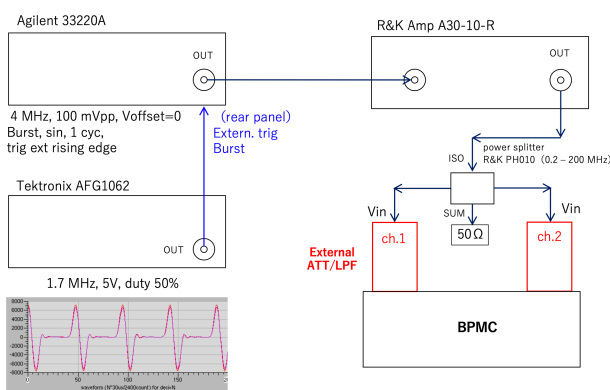 Agilent 33220A
OUT
4 MHz, 100 mVpp, Voffset=0
Burst, sin, 1 cyc,
trig ext rising edge
(rear panel)
Extern. trig
Burst
R&K Amp A30-10-R
OUT
power splitter
R&K PH010 (0.2 – 200 MHz)
ISO
SUM
50Ω
Vin
Vin
ch.1
ch.2
External
ATT/LPF
BPMC
Tektronix AFG1062
OUT
1.7 MHz, 5V, duty 50%
8000
6000
4000
2000
0
-2000
-4000
-6000
-8000
0
50
100
150
20